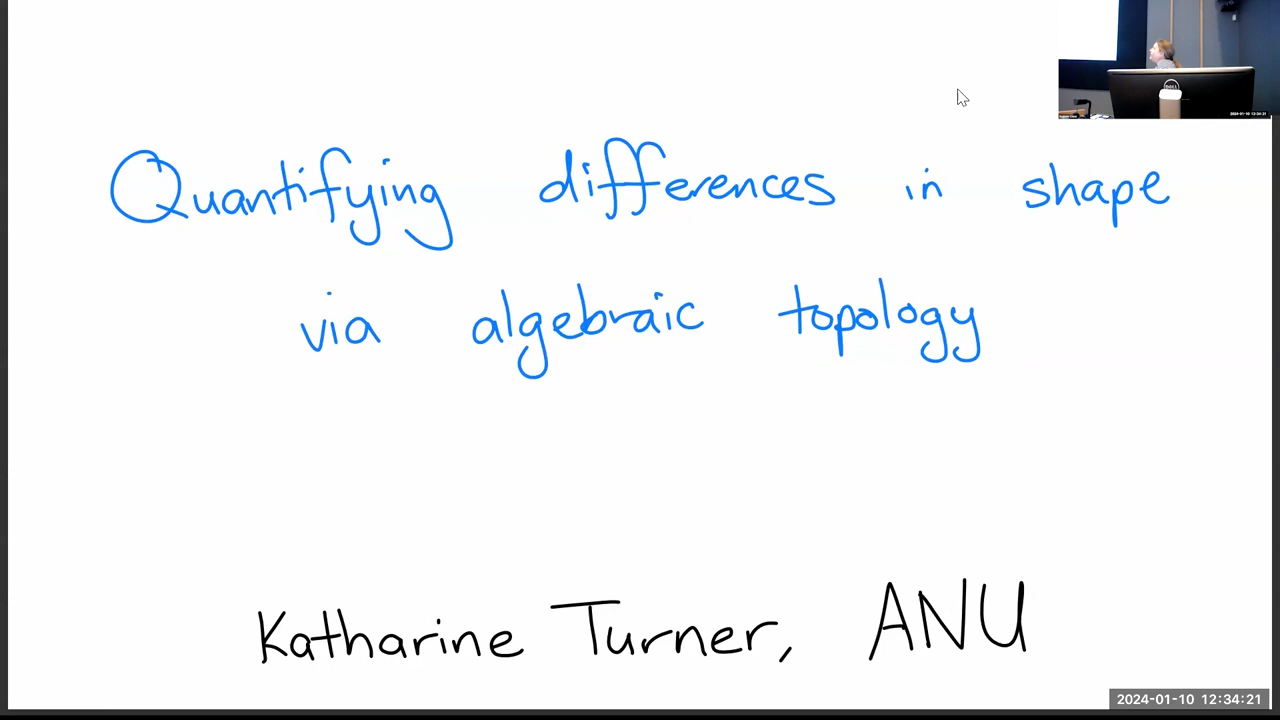 Quantifying differences in shape
via algebraic topology
Katharine Turner, ANU
2024-01-10 12:34:21